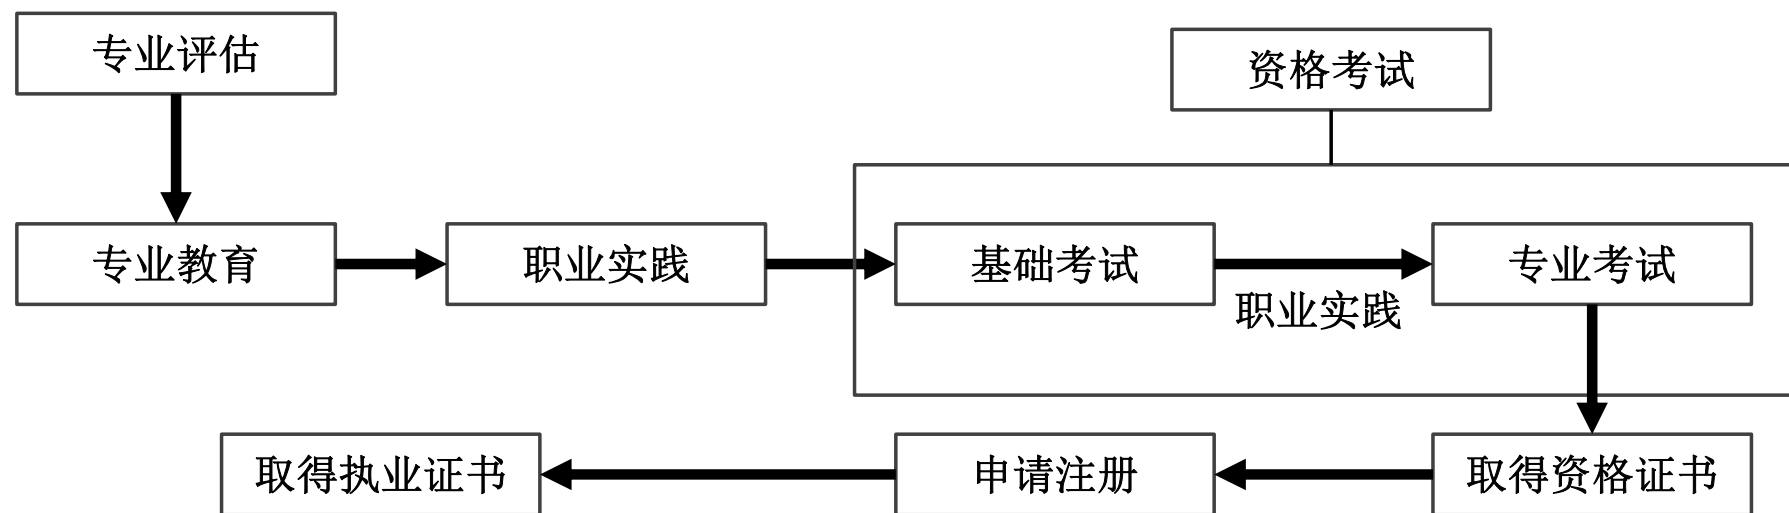 专业评估
资格考试
专业教育
职业实践
基础考试
职业实践
专业考试
取得执业证书
申请注册
取得资格证书